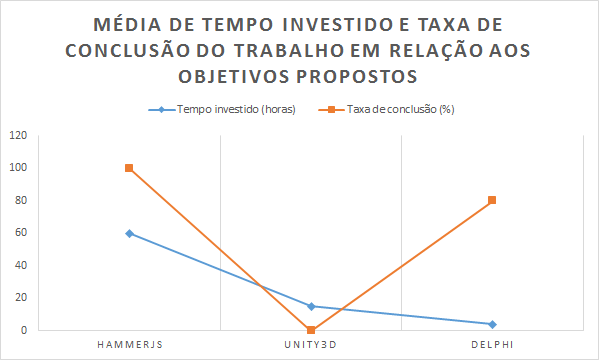 MÉDIA DE TEMPO INVESTIDO E TAXA DE
CONCLUSÃO DO TRABALHO EM RELAÇÃO AOS
OBJETIVOS PROPOSTOS
Tempo investido (horas) Taxa de conclusão (%)
120
100
80
60
40
20
0
HAMMERJS UNITY3D DELPHI